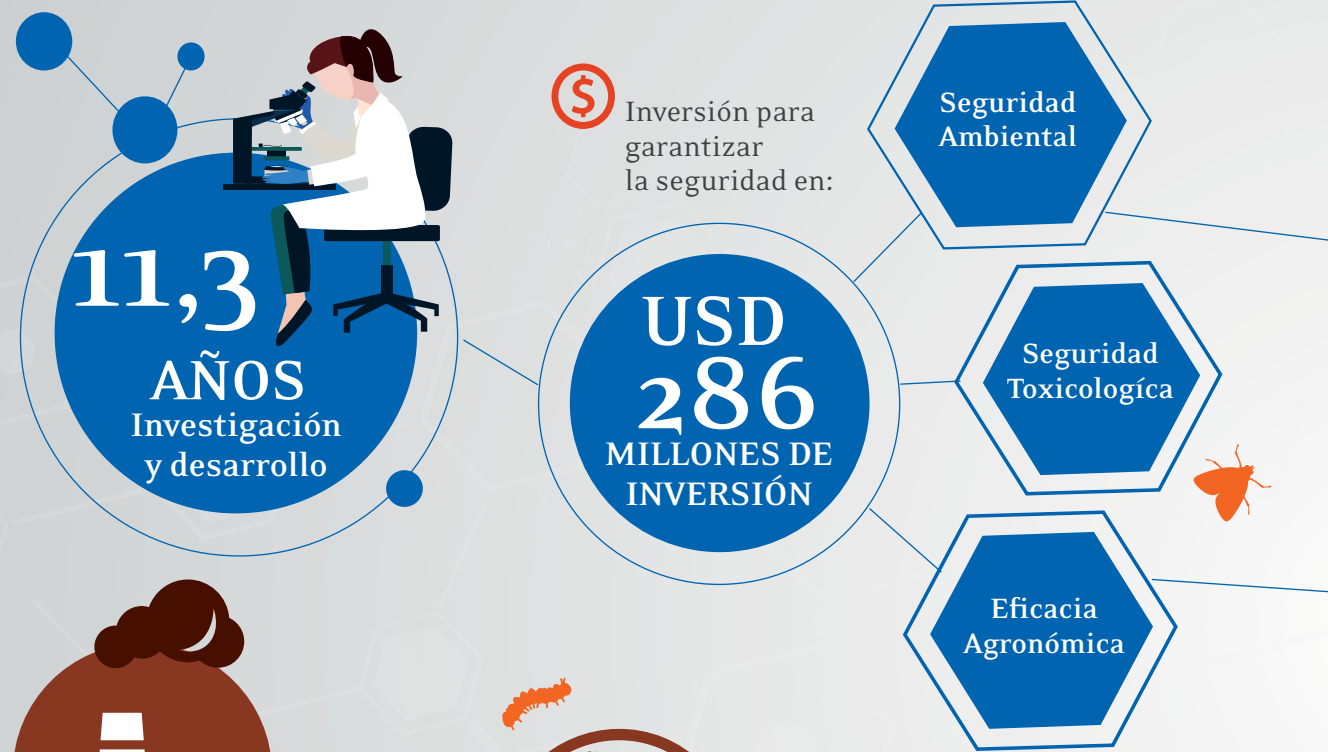 11,3
AÑOS
Investigación
y desarrollo
$
Inversión para
garantizar
la seguridad en:
USD
286
MILLONES DE
INVERSIÓN
Seguridad
Ambiental
Seguridad
Toxicologíca
Eficacia
Agronómica